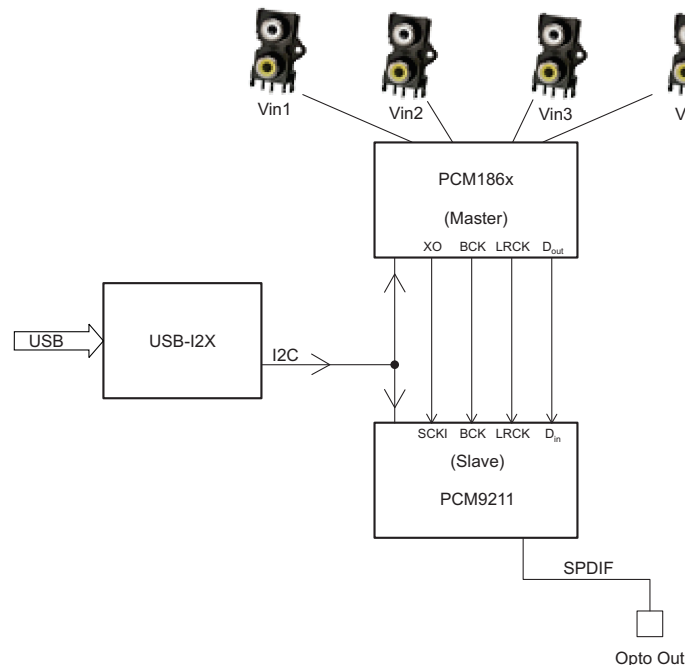 Vin1
Vin2
Vin3
V
PCM186x
(Master)
XO BCK LRCK Dout
USB
USB-I2X
I2C
SCKI BCK LRCK Din
(Slave)
PCM9211
SPDIF
Opto Out